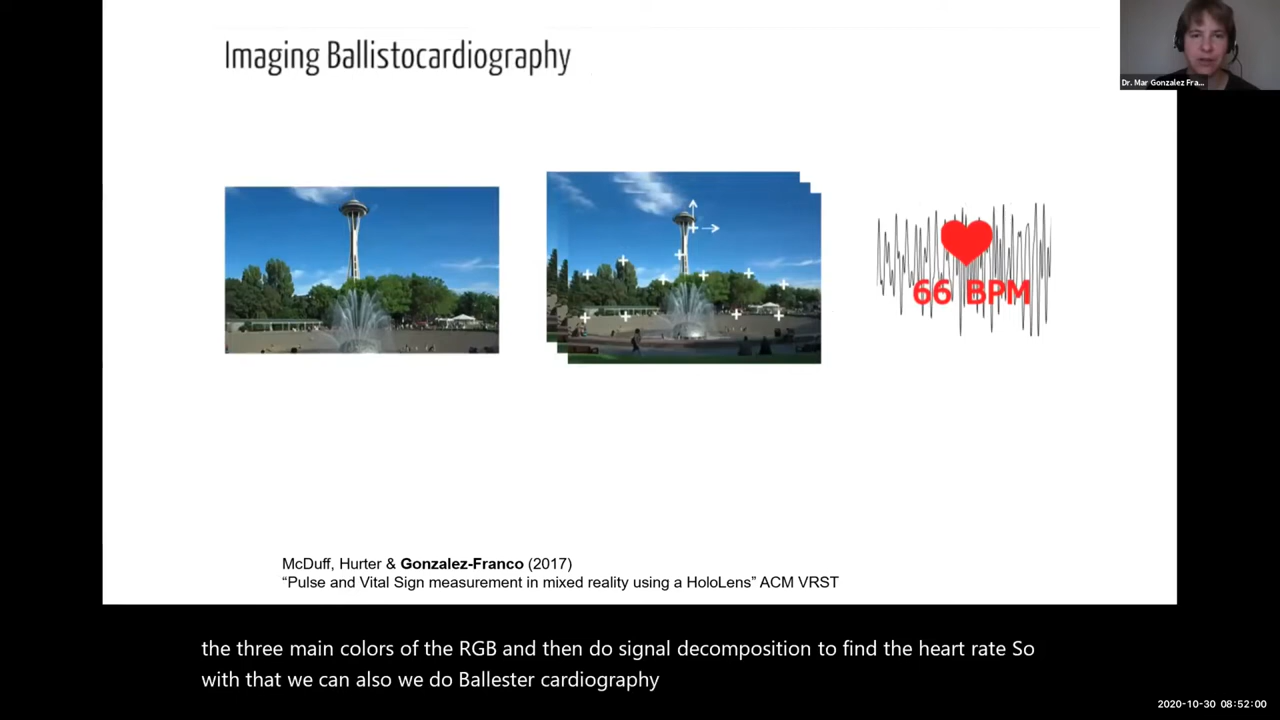 Imaging Ballistocardiography
Dr. Mar Gonzalez Fra...
66 BPM
McDuff, Hurter & Gonzalez-Franco (2017)
“Pulse and Vital Sign measurement in mixed reality using a HoloLens” ACM VRST
the three main colors of the RGB and then do signal decomposition to find the heart rate So
with that we can also we do Ballester cardiography
2020-10-30 08:52:00